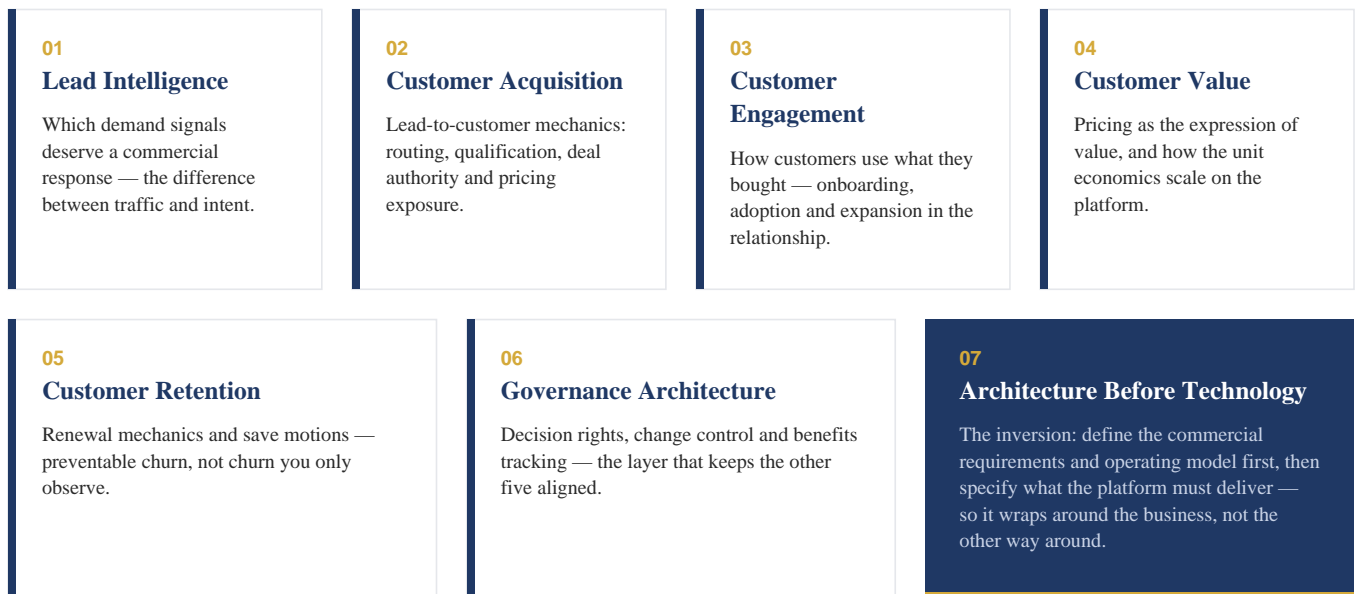 01
Lead Intelligence
Which demand signals
deserve a commercial
response — the difference
between traffic and intent.
02
Customer Acquisition
Lead-to-customer mechanics:
routing, qualification, deal
authority and pricing
exposure.
03
Customer
Engagement
How customers use what they
bought — onboarding,
adoption and expansion in the
relationship.
04
Customer Value
Pricing as the expression of
value, and how the unit
economics scale on the
platform.
05
Customer Retention
Renewal mechanics and save motions —
preventable churn, not churn you only
observe.
06
Governance Architecture
Decision rights, change control and benefits
tracking — the layer that keeps the other
five aligned.
07
Architecture Before Technology
The inversion: define the commercial
requirements and operating model first, then
specify what the platform must deliver —
so it wraps around the business, not the
other way around.